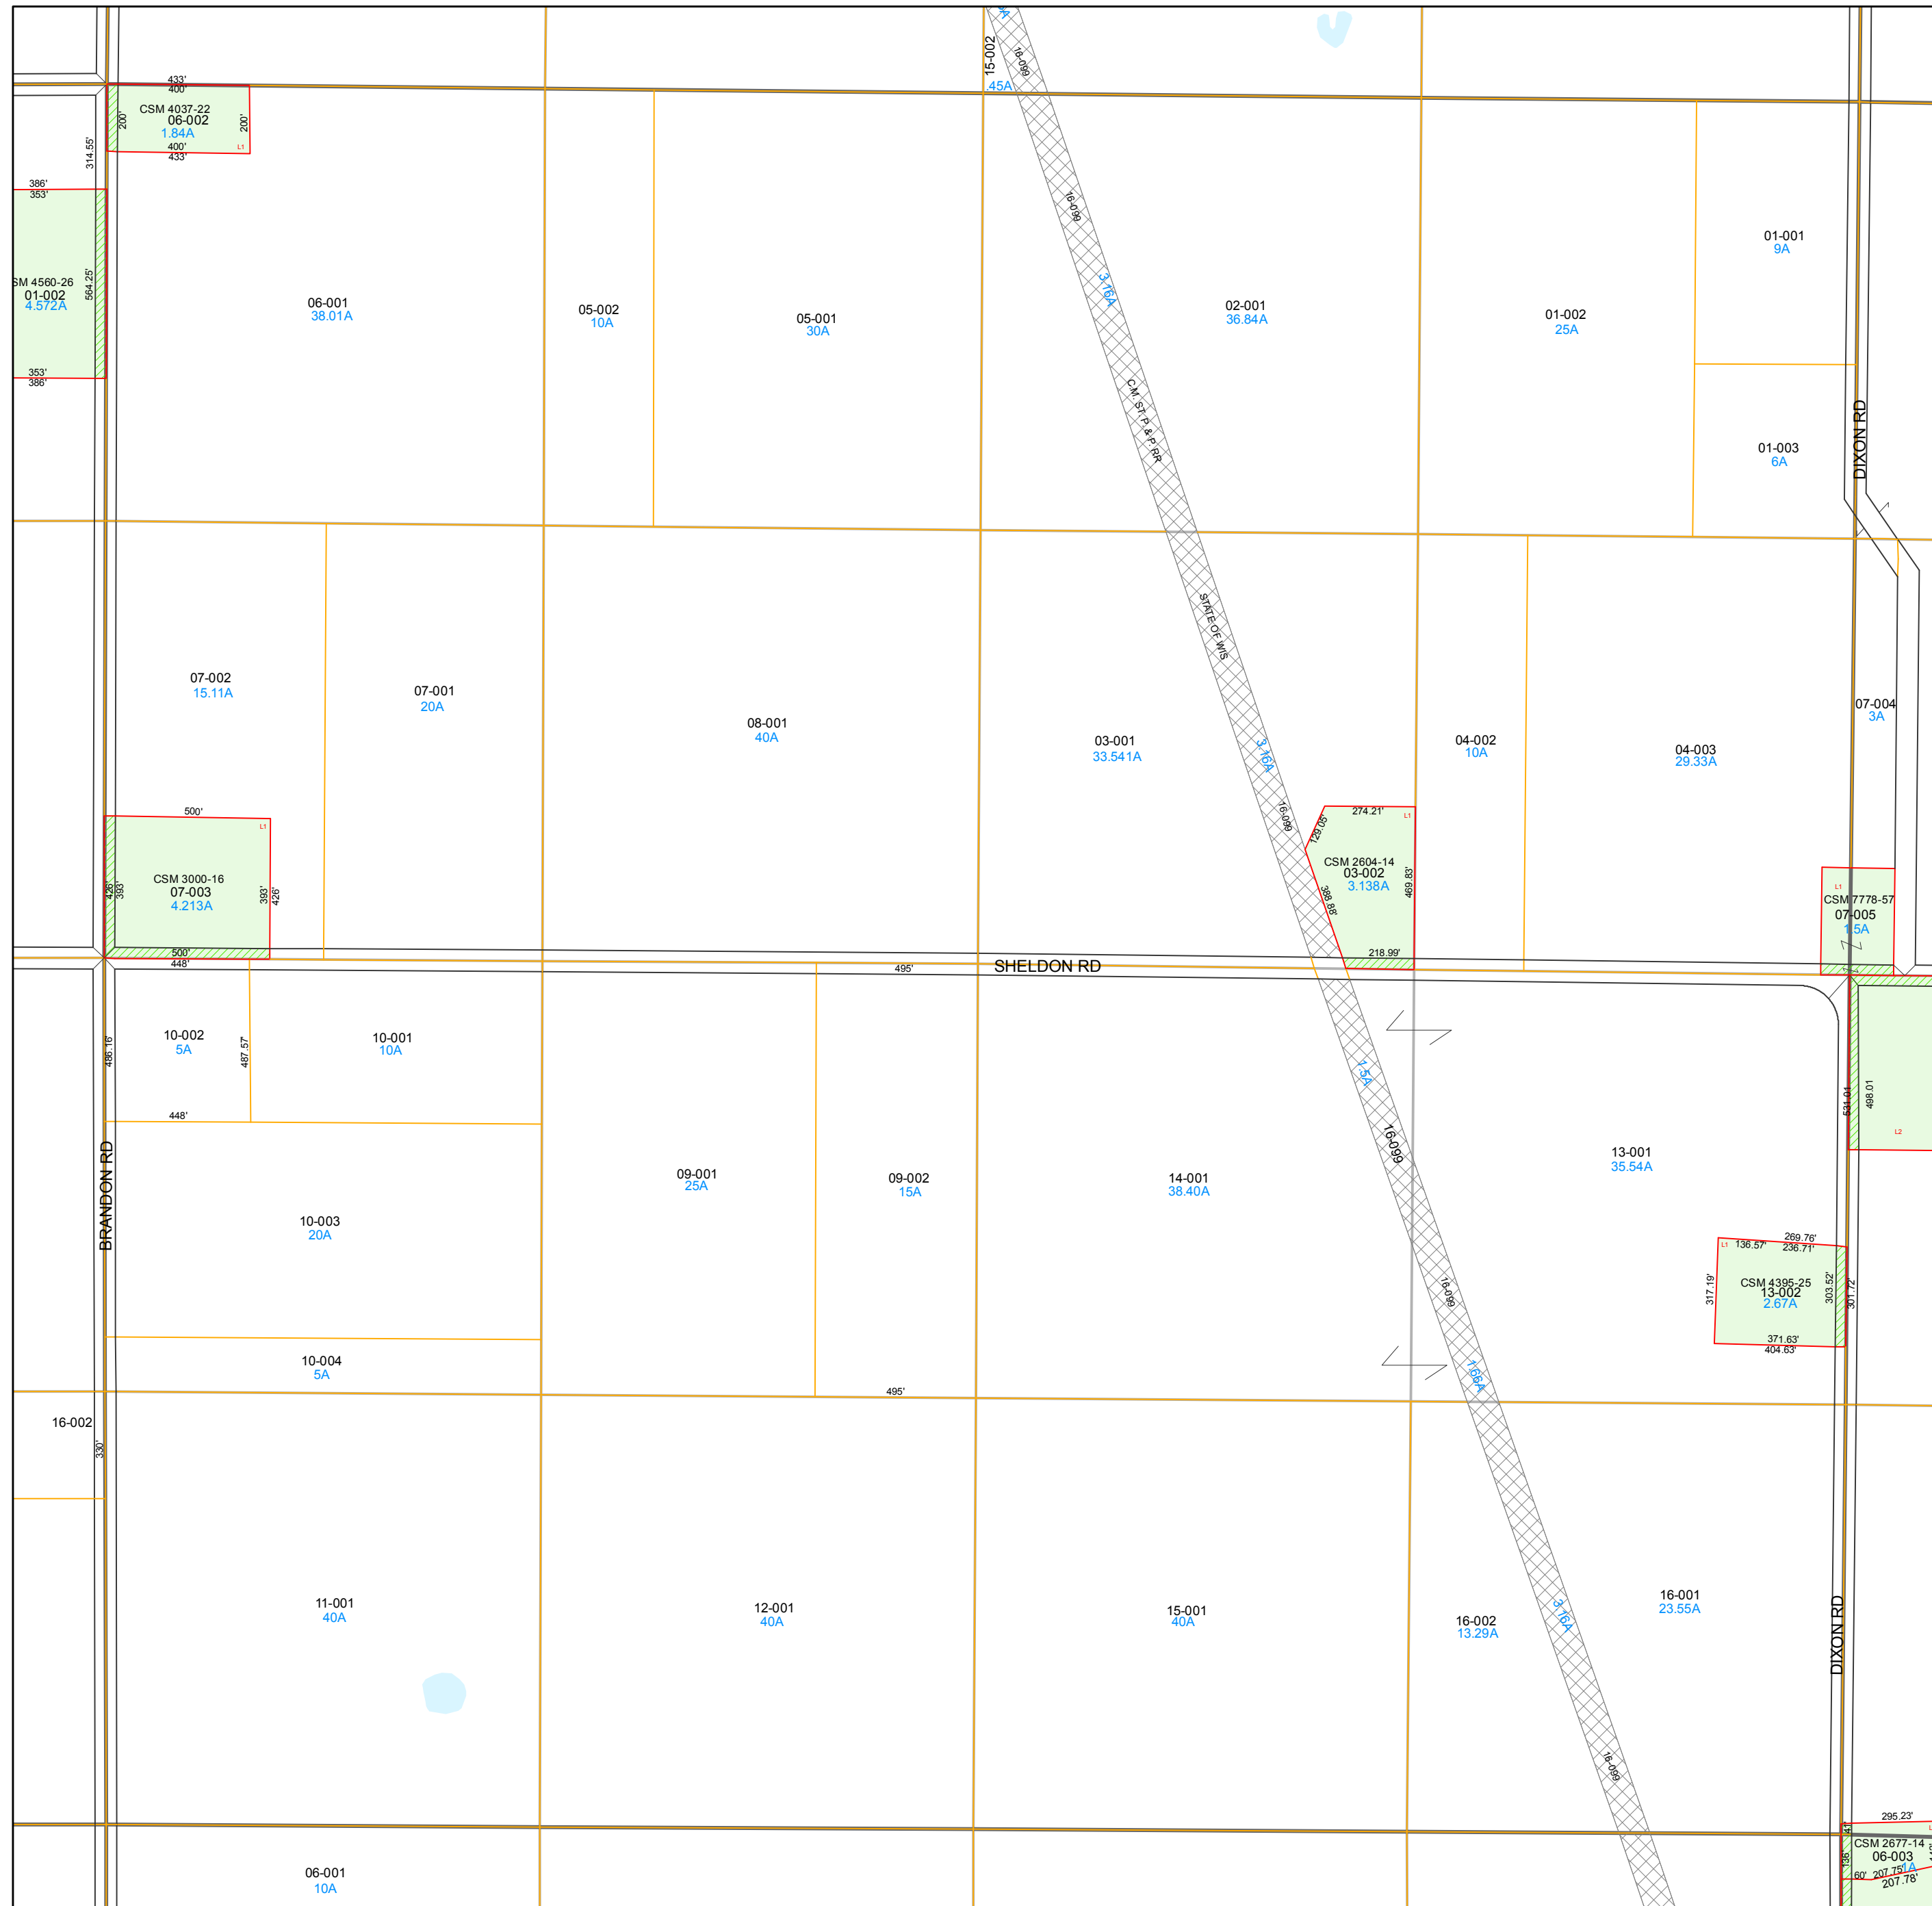 15-002
16-099
.45A
433'
400'
CSM 4037-22
06-002
1.84A
200'
200'
400'
433'
L1
314.55'
386'
353'
564.25'
SM 4560-26
01-002
4.572A
353'
386'
06-001
38.01A
05-002
10A
05-001
30A
16-099
3.16A
C.M. ST. P. & P. RR
02-001
36.84A
01-002
25A
01-001
9A
01-003
6A
DIXON RD
07-002
15.11A
07-001
20A
08-001
40A
03-001
33.541A
STATE OF WIS
3.16A
16-099
04-002
10A
04-003
29.33A
07-004
3A
500'
L1
CSM 3000-16
07-003
4.213A
426'
393'
393'
426'
500'
448'
274.21'
L1
129.05'
CSM 2604-14
03-002
3.138A
388.88'
469.83'
218.99'
L1
CSM 7778-57
07-005
1.5A
SHELDON RD
495'
10-002
5A
486.16'
487.57'
448'
10-001
10A
10-003
20A
10-004
5A
BRANDON RD
09-001
25A
09-002
15A
495'
14-001
38.40A
1.5A
16-099
16-099
1.66A
13-001
35.54A
531.01
498.01
L2
269.76'
L1
136.57'
236.71'
CSM 4395-25
13-002
2.67A
317.19'
303.52'
301.72'
371.63'
404.63'
16-002
330'
11-001
40A
12-001
40A
15-001
40A
16-002
13.29A
3.16A
16-099
16-001
23.55A
DIXON RD
06-001
10A
295.23'
41'
CSM 2677-14
06-003
1A
136'
60'
207.75'
207.78'